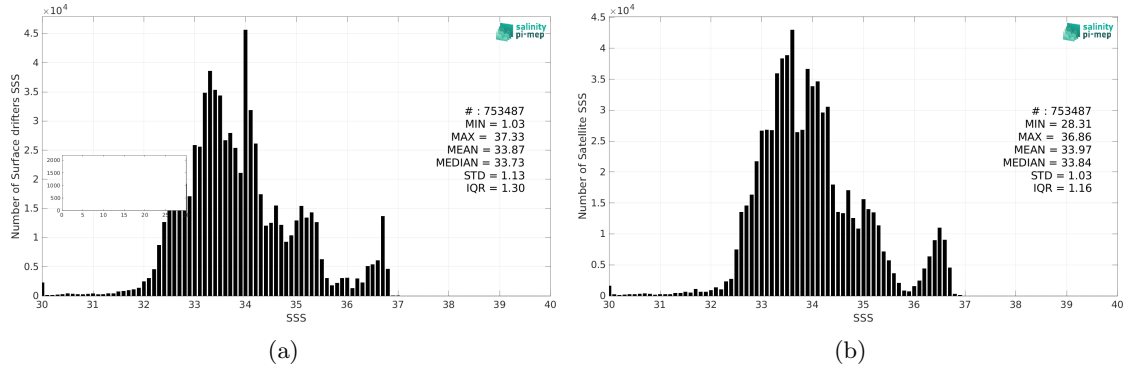 ×10⁴
4.5
4
3.5
3
2.5
2
1.5
1
0.5
0
Number of Surface drifters SSS
salinity
pi-mep
# : 753487
MIN = 1.03
MAX = 37.33
MEAN = 33.87
MEDIAN = 33.73
STD = 1.13
IQR = 1.30
2000
1500
1000
500
0
0 5 10 15 20 25
30 31 32 33 34 35 36 37 38 39 40
SSS
(a)
×10⁴
4.5
4
3.5
3
2.5
2
1.5
1
0.5
0
Number of Satellite SSS
salinity
pi-mep
# : 753487
MIN = 28.31
MAX = 36.86
MEAN = 33.97
MEDIAN = 33.84
STD = 1.03
IQR = 1.16
30 31 32 33 34 35 36 37 38 39 40
SSS
(b)